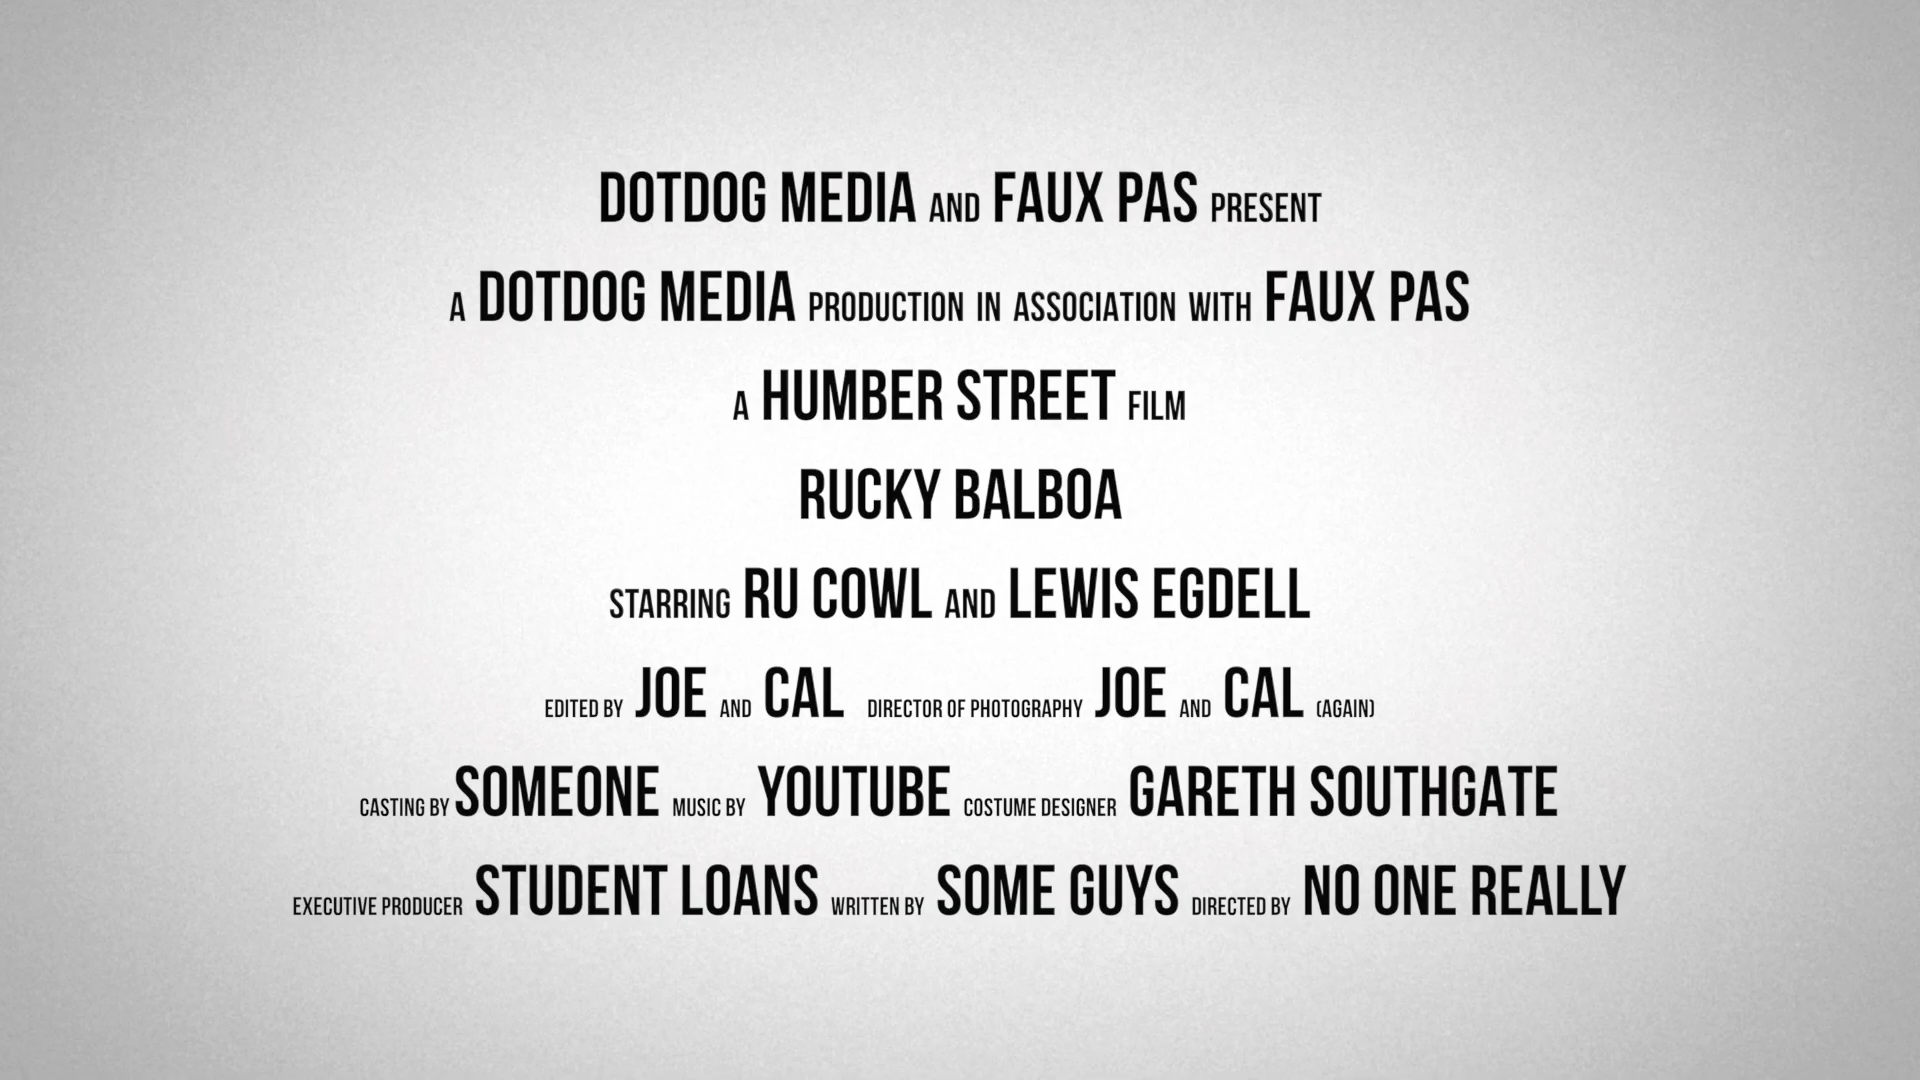 DOTDOG MEDIA AND FAUX PAS PRESENT
A DOTDOG MEDIA PRODUCTION IN ASSOCIATION WITH FAUX PAS
A HUMBER STREET FILM
RUCKY BALBOA
STARRING RU COWL AND LEWIS EGDELL
EDITED BY JOE AND CAL DIRECTOR OF PHOTOGRAPHY JOE AND CAL (AGAIN)
CASTING BY SOMEONE MUSIC BY YOUTUBE COSTUME DESIGNER GARETH SOUTHGATE
EXECUTIVE PRODUCER STUDENT LOANS WRITTEN BY SOME GUYS DIRECTED BY NO ONE REALLY